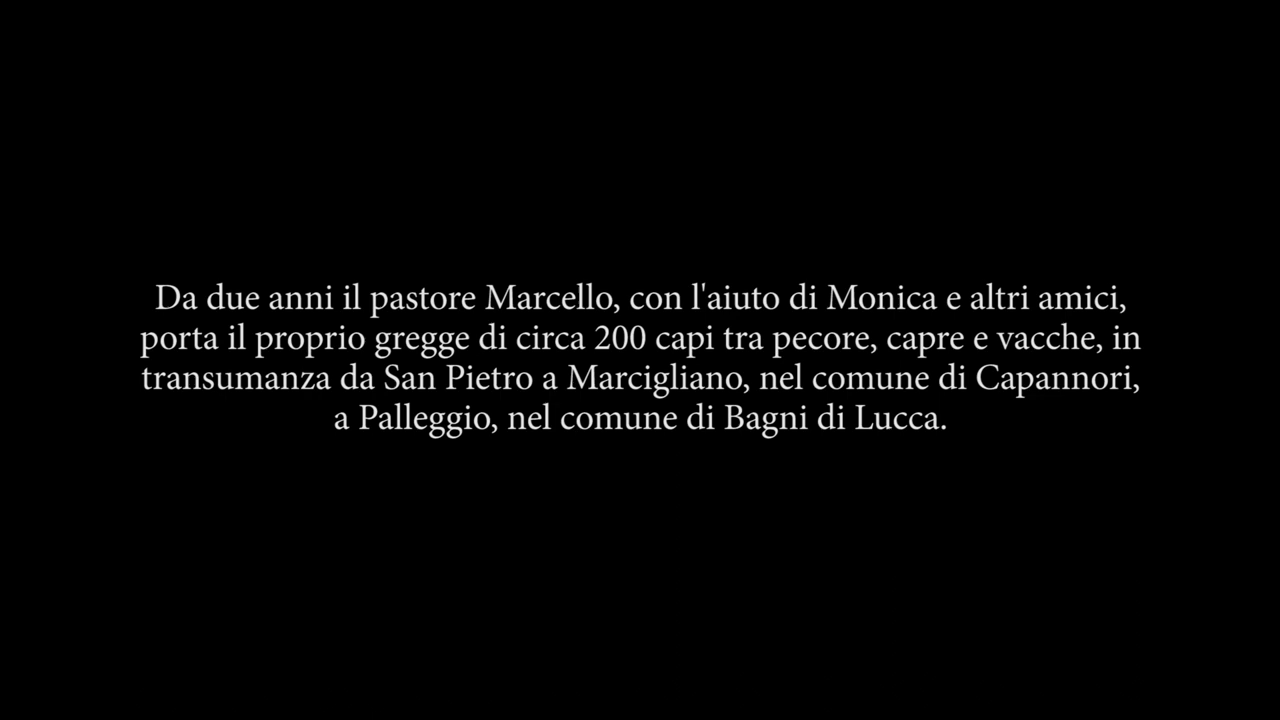 Da due anni il pastore Marcello, con l'aiuto di Monica e altri amici,
porta il proprio gregge di circa 200 capi tra pecore, capre e vacche, in
transumanza da San Pietro a Marcigliano, nel comune di Capannori,
a Palleggio, nel comune di Bagni di Lucca.